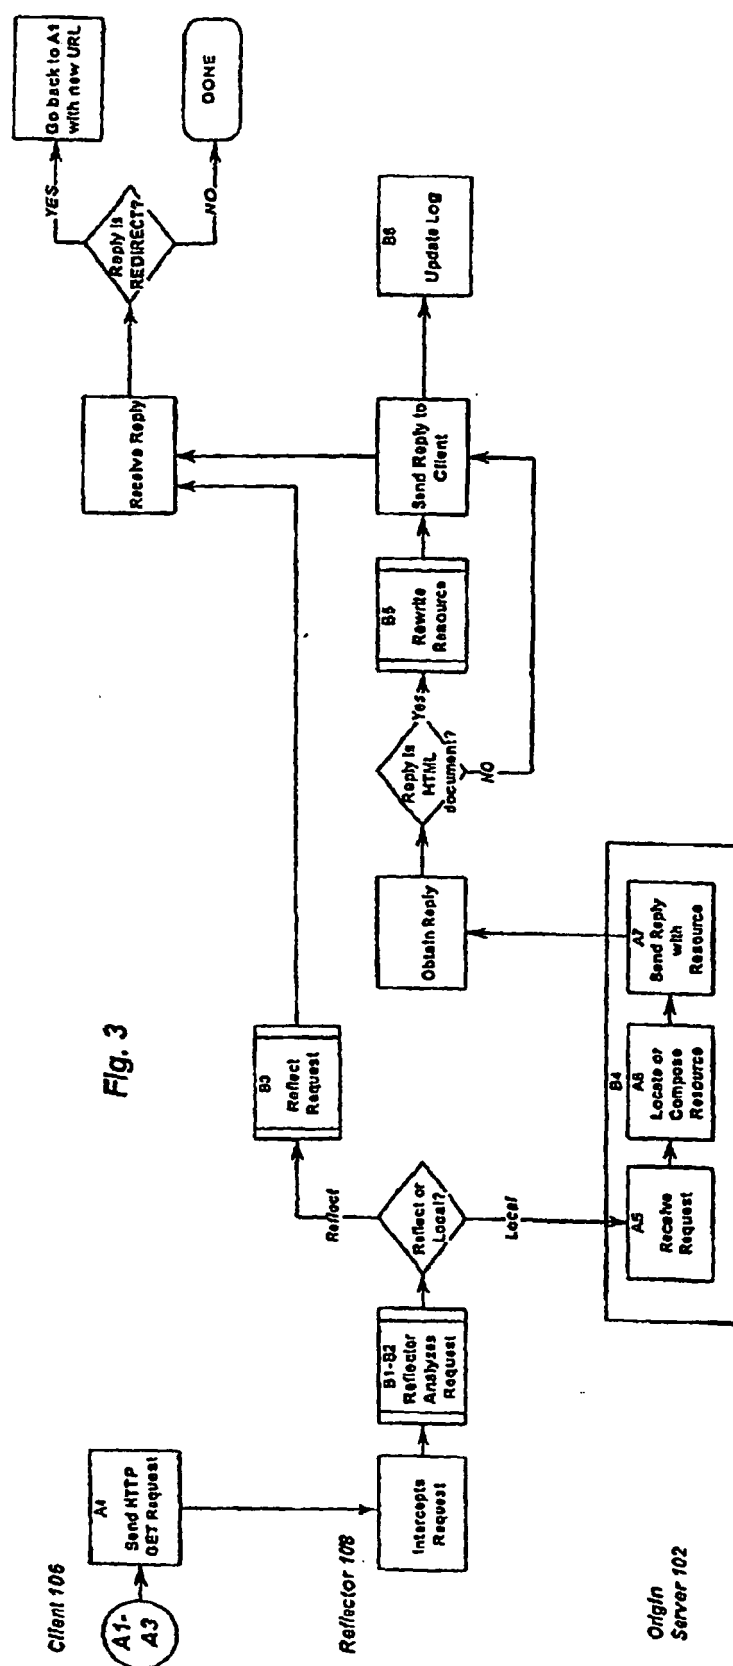 Client 106
A1-
A3
A4
Send HTTP
GET Request
Receive Reply
Reply is
REDIRECT?
YES
Go back to A1
with new URL
NO
DONE
Fig. 3
Reflector 108
Intercepts
Request
B1-B2
Reflector
Analyzes
Request
Reflect or
Local?
Reflect
B3
Reflect
Request
Local
Obtain Reply
Reply is
HTML
document?
Yes
NO
B5
Rewrite
Resource
Send Reply to
Client
B6
Update Log
Origin
Server 102
B4
A5
Receive
Request
A6
Locate or
Compose
Resource
A7
Send Reply
with
Resource